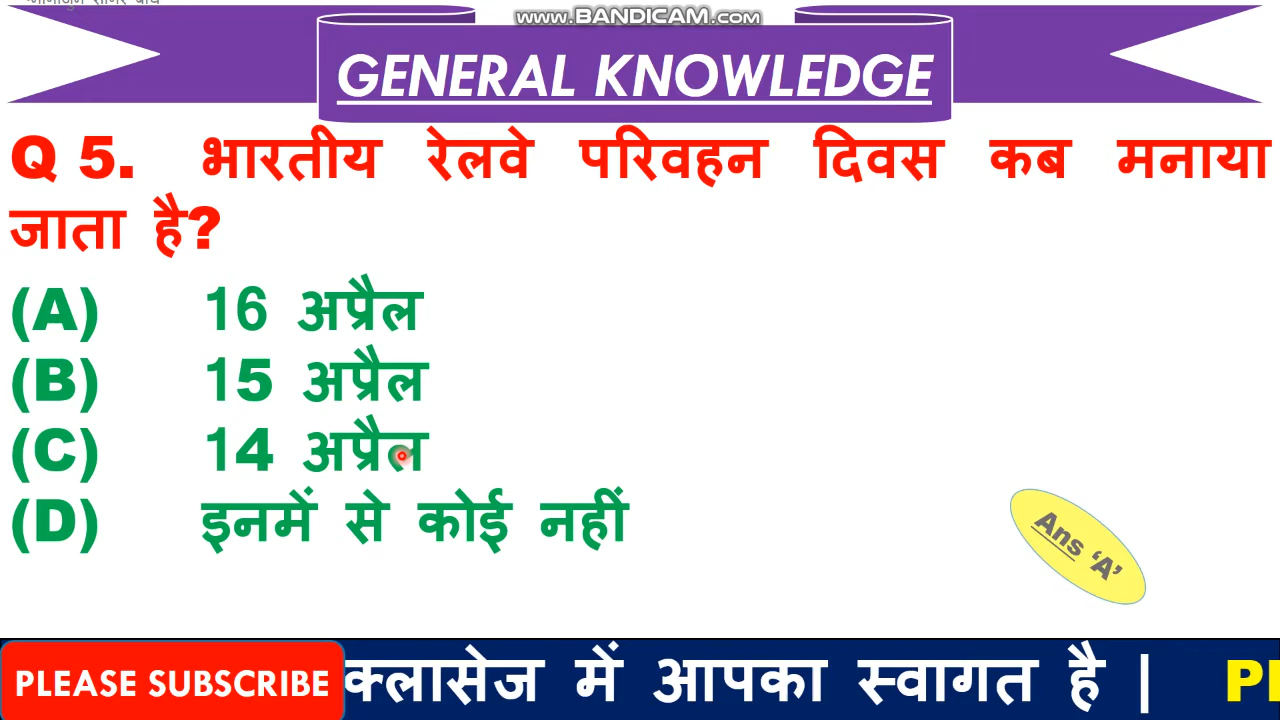 www.BANDICAM.com
GENERAL KNOWLEDGE
Q 5. भारतीय रेलवे परिवहन दिवस कब मनाया
जाता है?
(A) 16 अप्रैल
(B) 15 अप्रैल
(C) 14 अप्रैल
(D) इनमें से कोई नहीं
Ans ‘A’
PLEASE SUBSCRIBE क्लासेज में आपका स्वागत है |